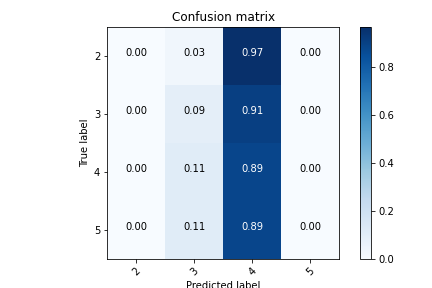 Confusion matrix
2 0.00 0.03 0.97 0.00
0.8
3 0.00 0.09 0.91 0.00
0.6
True label
0.4
4 0.00 0.11 0.89 0.00
0.2
5 0.00 0.11 0.89 0.00
0.0
2 3 4 5
Predicted label